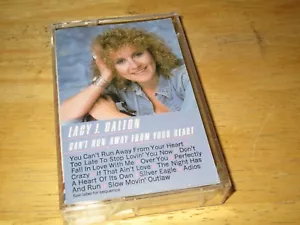 LACY J. DALTON
CAN'T RUN AWAY FROM YOUR HEART
You Can't Run Away From Your Heart
Too Late To Stop Lovin' You Now Don't
Fall In Love With Me Over You Perfectly
Crazy If That Ain't Love The Night Has
A Heart Of Its Own Silver Eagle Adios
And Run Slow Movin' Outlaw